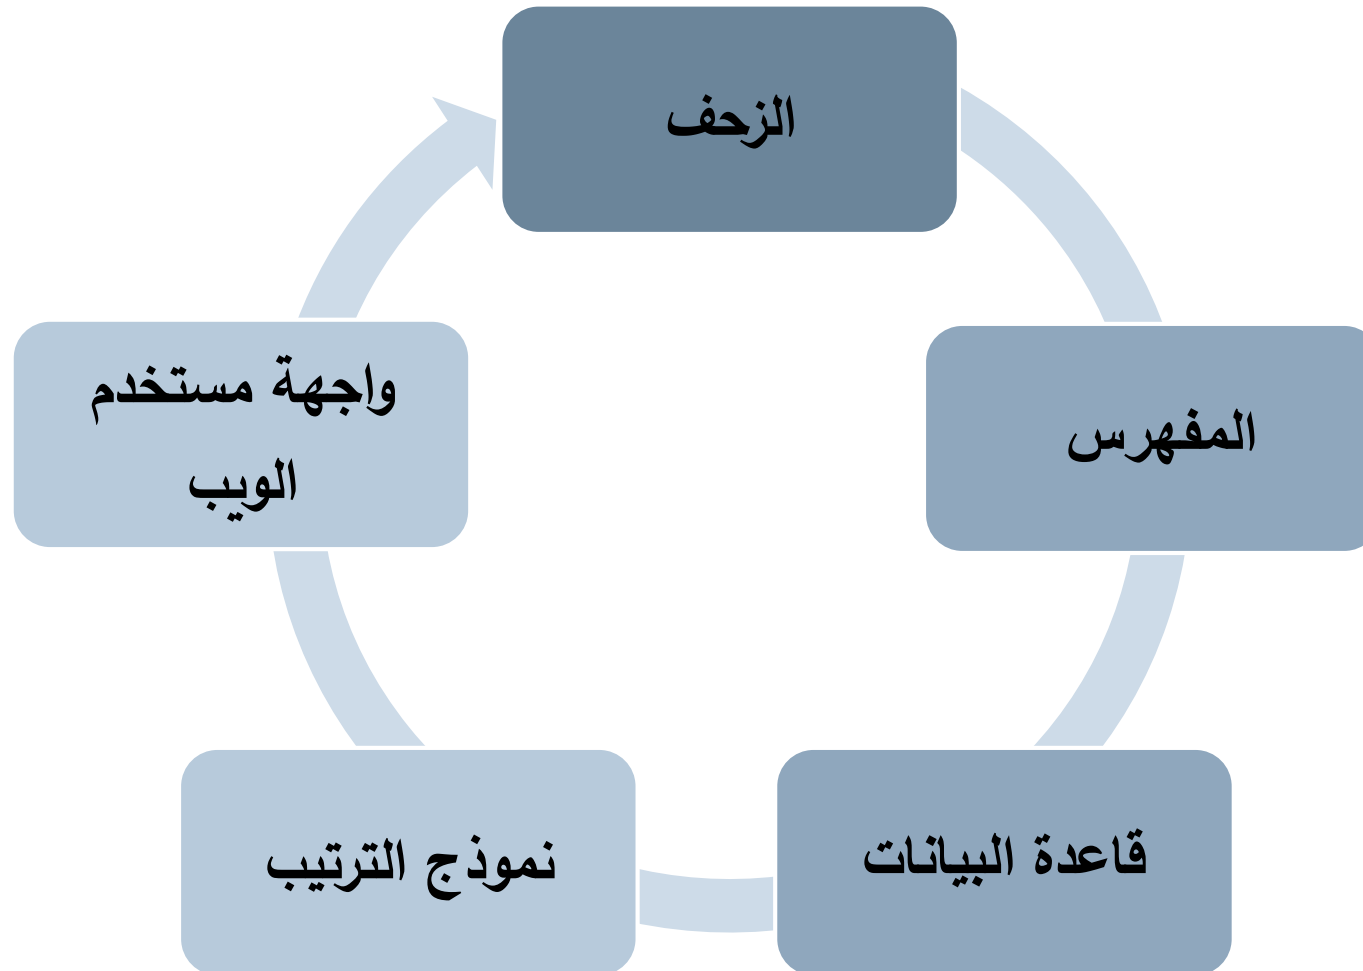 الزحف
المفهرس
قاعدة البيانات
نموذج الترتيب
واجهة مستخدم
الويب